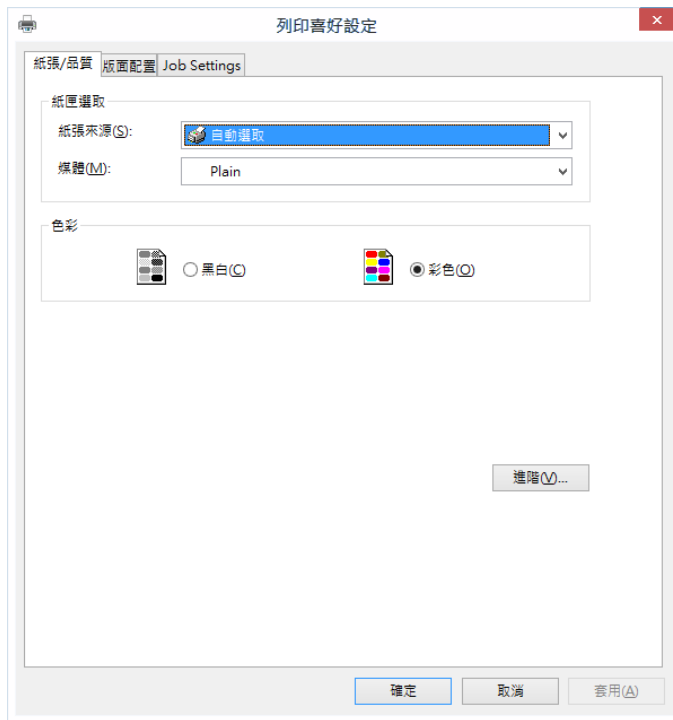 列印喜好設定
紙張/品質 版面配置 Job Settings
紙匣選取
紙張來源(S): 自動選取
媒體(M): Plain
色彩
黑白(C) 彩色(O)
進階(V)...
確定 取消 套用(A)